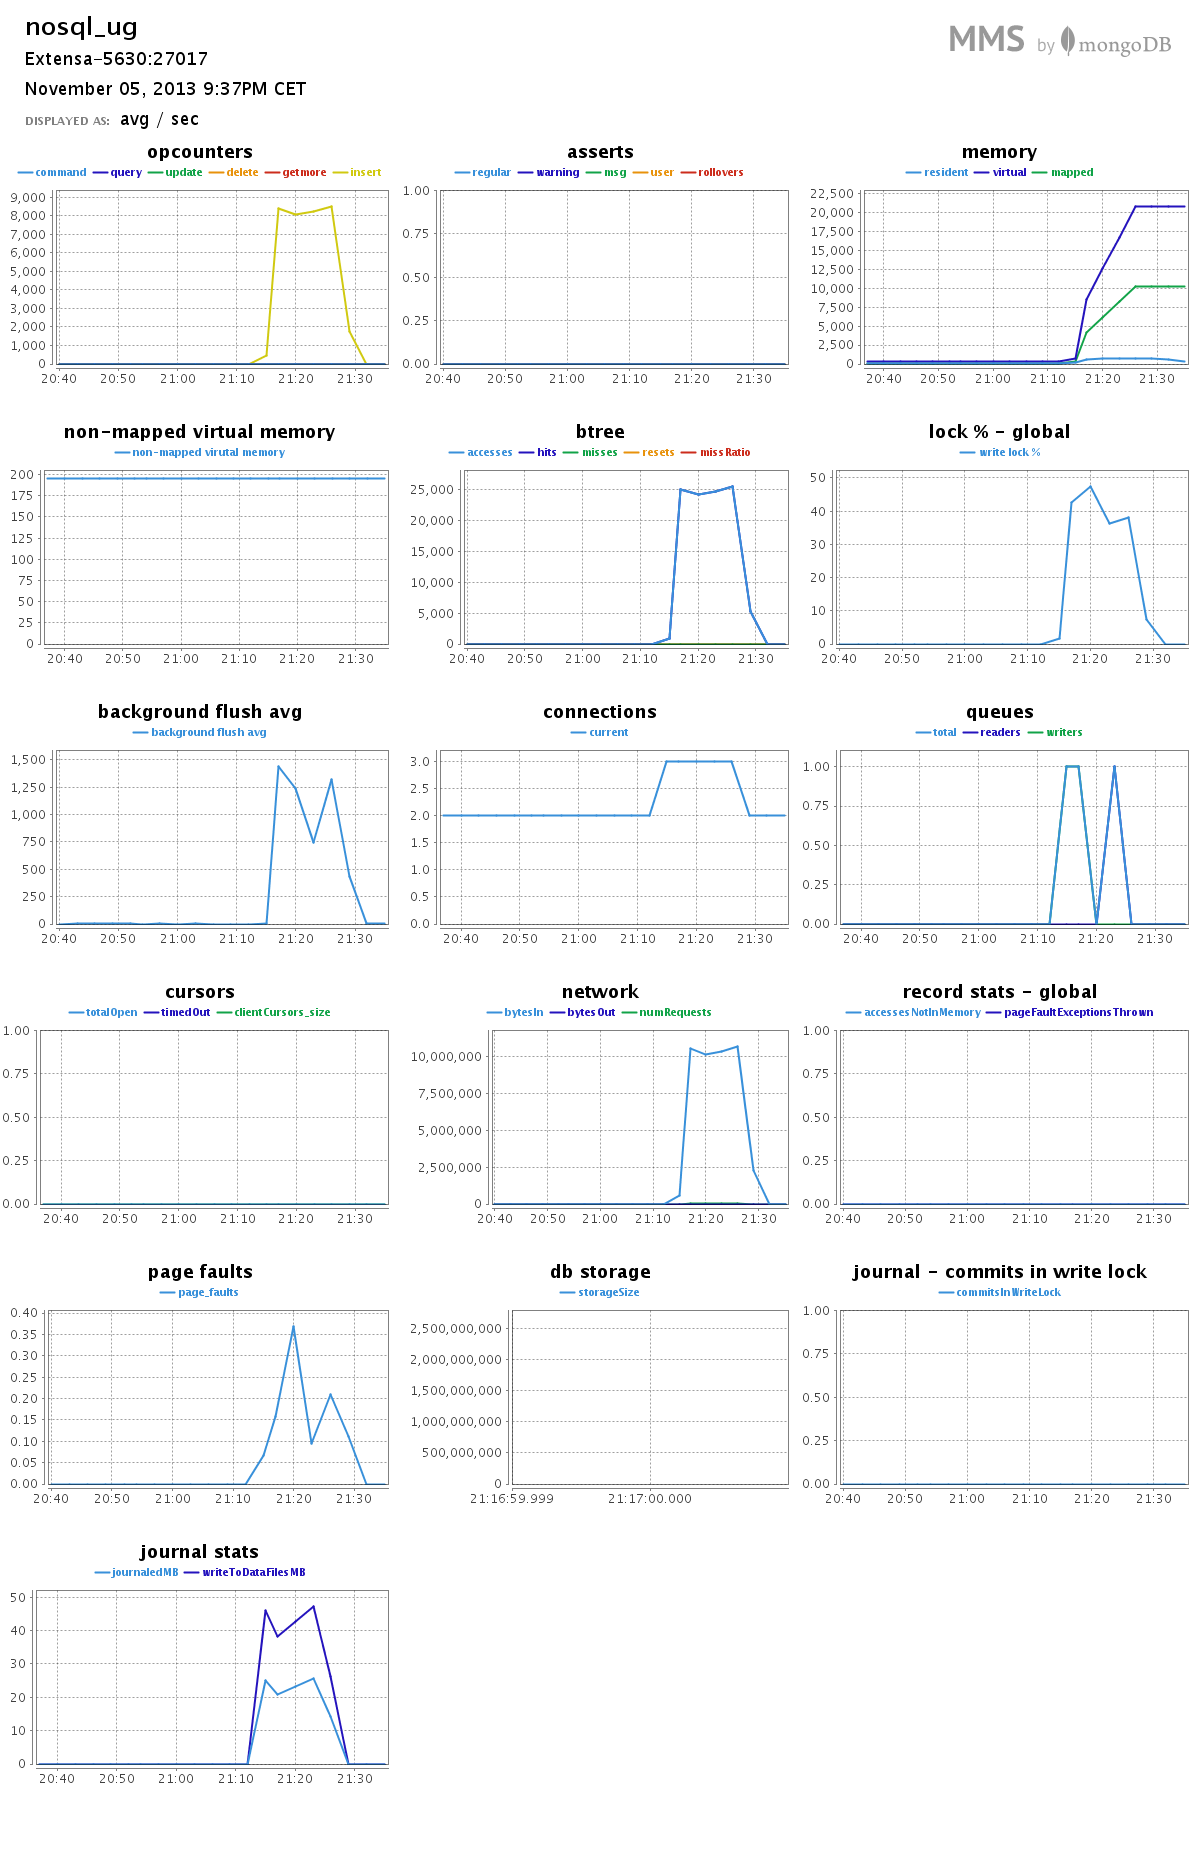 nosql_ug
Extensa-5630:27017
November 05, 2013 9:37PM CET
DISPLAYED AS: avg / sec
MMS by mongoDB
opcounters
command query update delete getmore insert
9,000
8,000
7,000
6,000
5,000
4,000
3,000
2,000
1,000
0
20:40 20:50 21:00 21:10 21:20 21:30
asserts
regular warning msg user rollovers
1.00
0.75
0.50
0.25
0.00
20:40 20:50 21:00 21:10 21:20 21:30
memory
resident virtual mapped
22,500
20,000
17,500
15,000
12,500
10,000
7,500
5,000
2,500
0
20:40 20:50 21:00 21:10 21:20 21:30
non-mapped virtual memory
non-mapped virutal memory
200
175
150
125
100
75
50
25
0
20:40 20:50 21:00 21:10 21:20 21:30
btree
accesses hits misses resets missRatio
25,000
20,000
15,000
10,000
5,000
0
20:40 20:50 21:00 21:10 21:20 21:30
lock % - global
write lock %
50
40
30
20
10
0
20:40 20:50 21:00 21:10 21:20 21:30
background flush avg
background flush avg
1,500
1,250
1,000
750
500
250
0
20:40 20:50 21:00 21:10 21:20 21:30
connections
current
3.0
2.5
2.0
1.5
1.0
0.5
0.0
20:40 20:50 21:00 21:10 21:20 21:30
queues
total readers writers
1.00
0.75
0.50
0.25
0.00
20:40 20:50 21:00 21:10 21:20 21:30
cursors
totalOpen timedOut clientCursors_size
1.00
0.75
0.50
0.25
0.00
20:40 20:50 21:00 21:10 21:20 21:30
network
bytesIn bytesOut numRequests
10,000,000
7,500,000
5,000,000
2,500,000
0
20:40 20:50 21:00 21:10 21:20 21:30
record stats - global
accessesNotInMemory pageFaultExceptionsThrown
1.00
0.75
0.50
0.25
0.00
20:40 20:50 21:00 21:10 21:20 21:30
page faults
page_faults
0.40
0.35
0.30
0.25
0.20
0.15
0.10
0.05
0.00
20:40 20:50 21:00 21:10 21:20 21:30
db storage
storageSize
2,500,000,000
2,000,000,000
1,500,000,000
1,000,000,000
500,000,000
0
21:16:59.999 21:17:00.000
journal - commits in write lock
commitsInWriteLock
1.00
0.75
0.50
0.25
0.00
20:40 20:50 21:00 21:10 21:20 21:30
journal stats
journaledMB writeToDataFilesMB
50
40
30
20
10
0
20:40 20:50 21:00 21:10 21:20 21:30